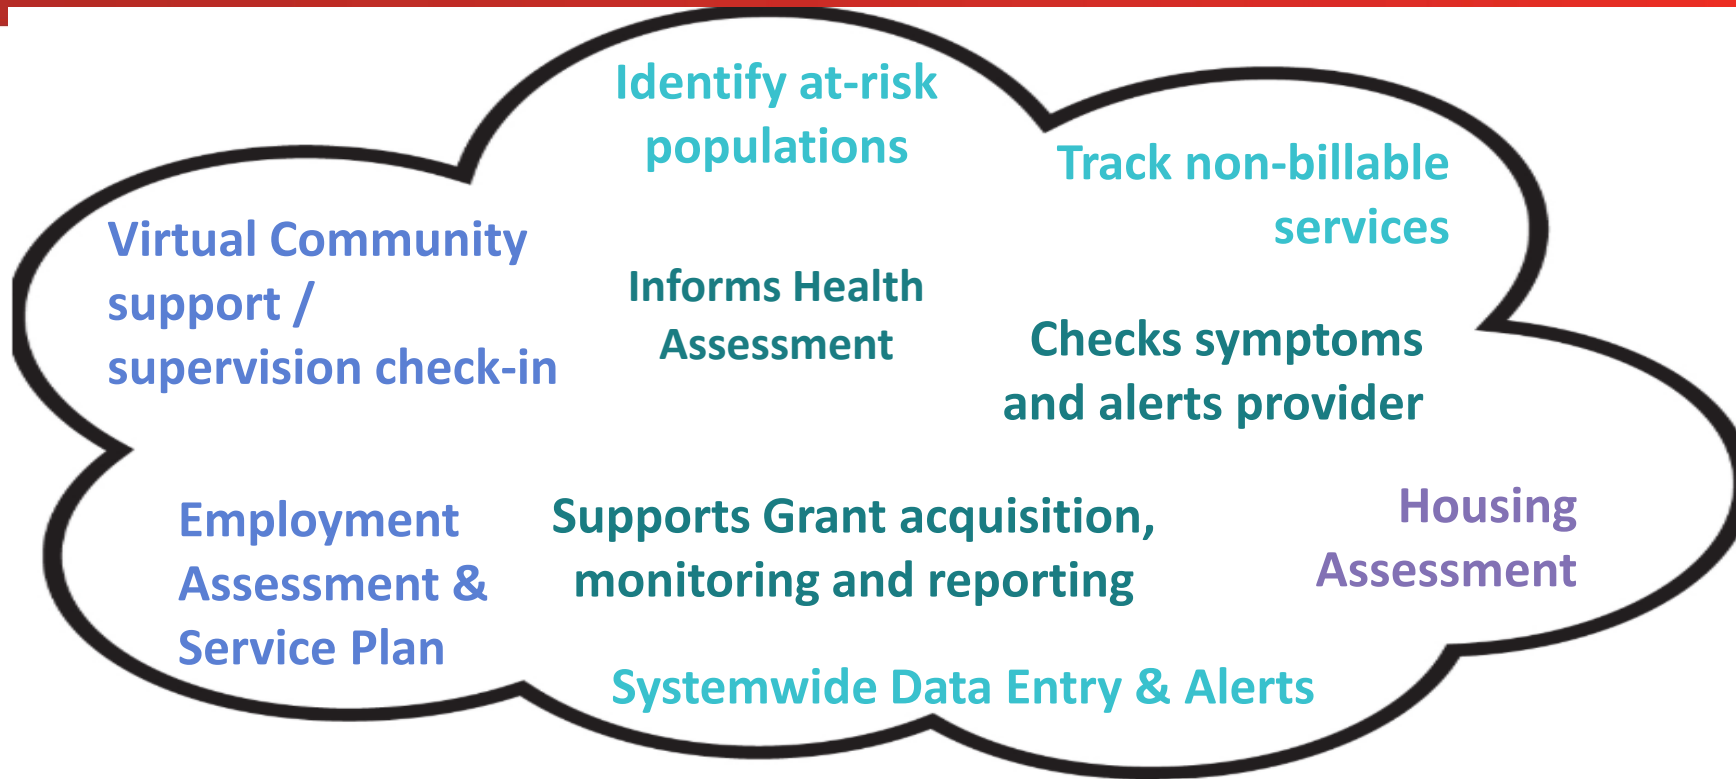 Identify at-risk
populations
Track non-billable
services
Virtual Community
support /
supervision check-in
Informs Health
Assessment
Checks symptoms
and alerts provider
Employment
Assessment &
Service Plan
Supports Grant acquisition,
monitoring and reporting
Housing
Assessment
Systemwide Data Entry & Alerts